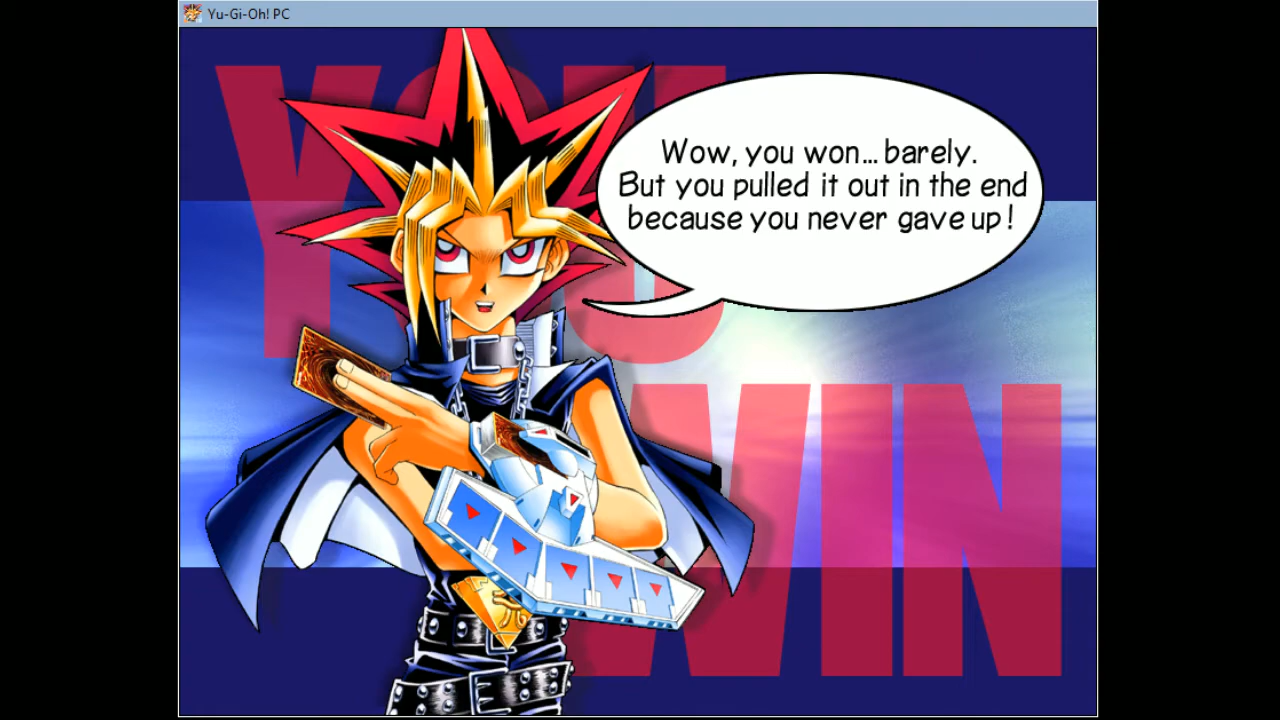 Yu-Gi-Oh! PC
YOU
Wow, you won... barely.
But you pulled it out in the end
because you never gave up!
WIN